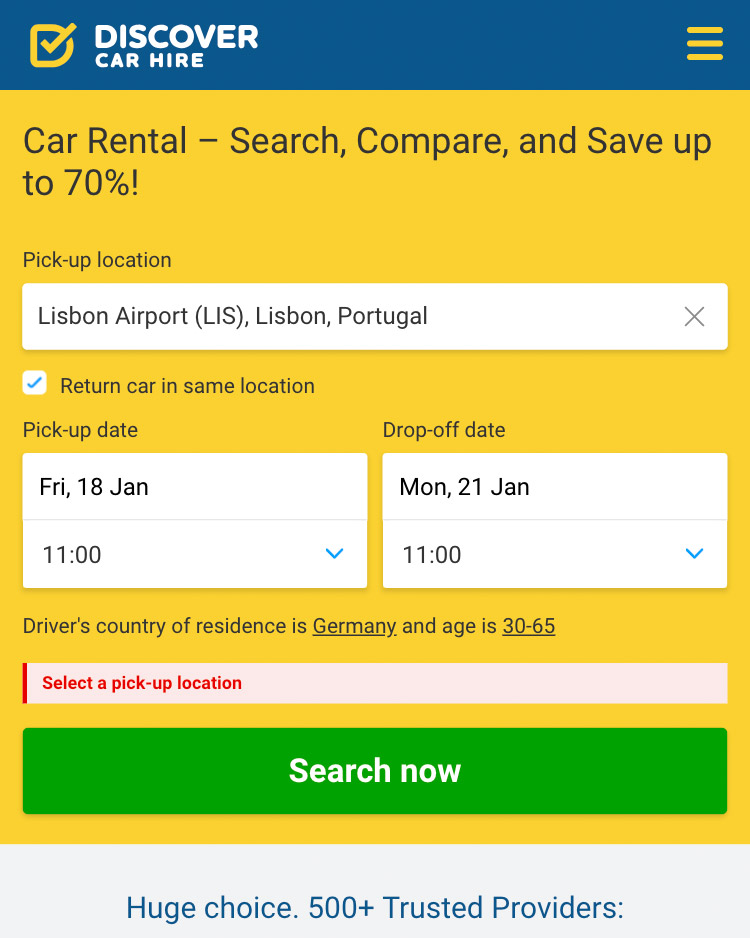 DISCOVER
CAR HIRE
Car Rental – Search, Compare, and Save up
to 70%!
Pick-up location
Lisbon Airport (LIS), Lisbon, Portugal
Return car in same location
Pick-up date
Drop-off date
Fri, 18 Jan
Mon, 21 Jan
11:00
11:00
Driver's country of residence is Germany and age is 30-65
Select a pick-up location
Search now
Huge choice. 500+ Trusted Providers: